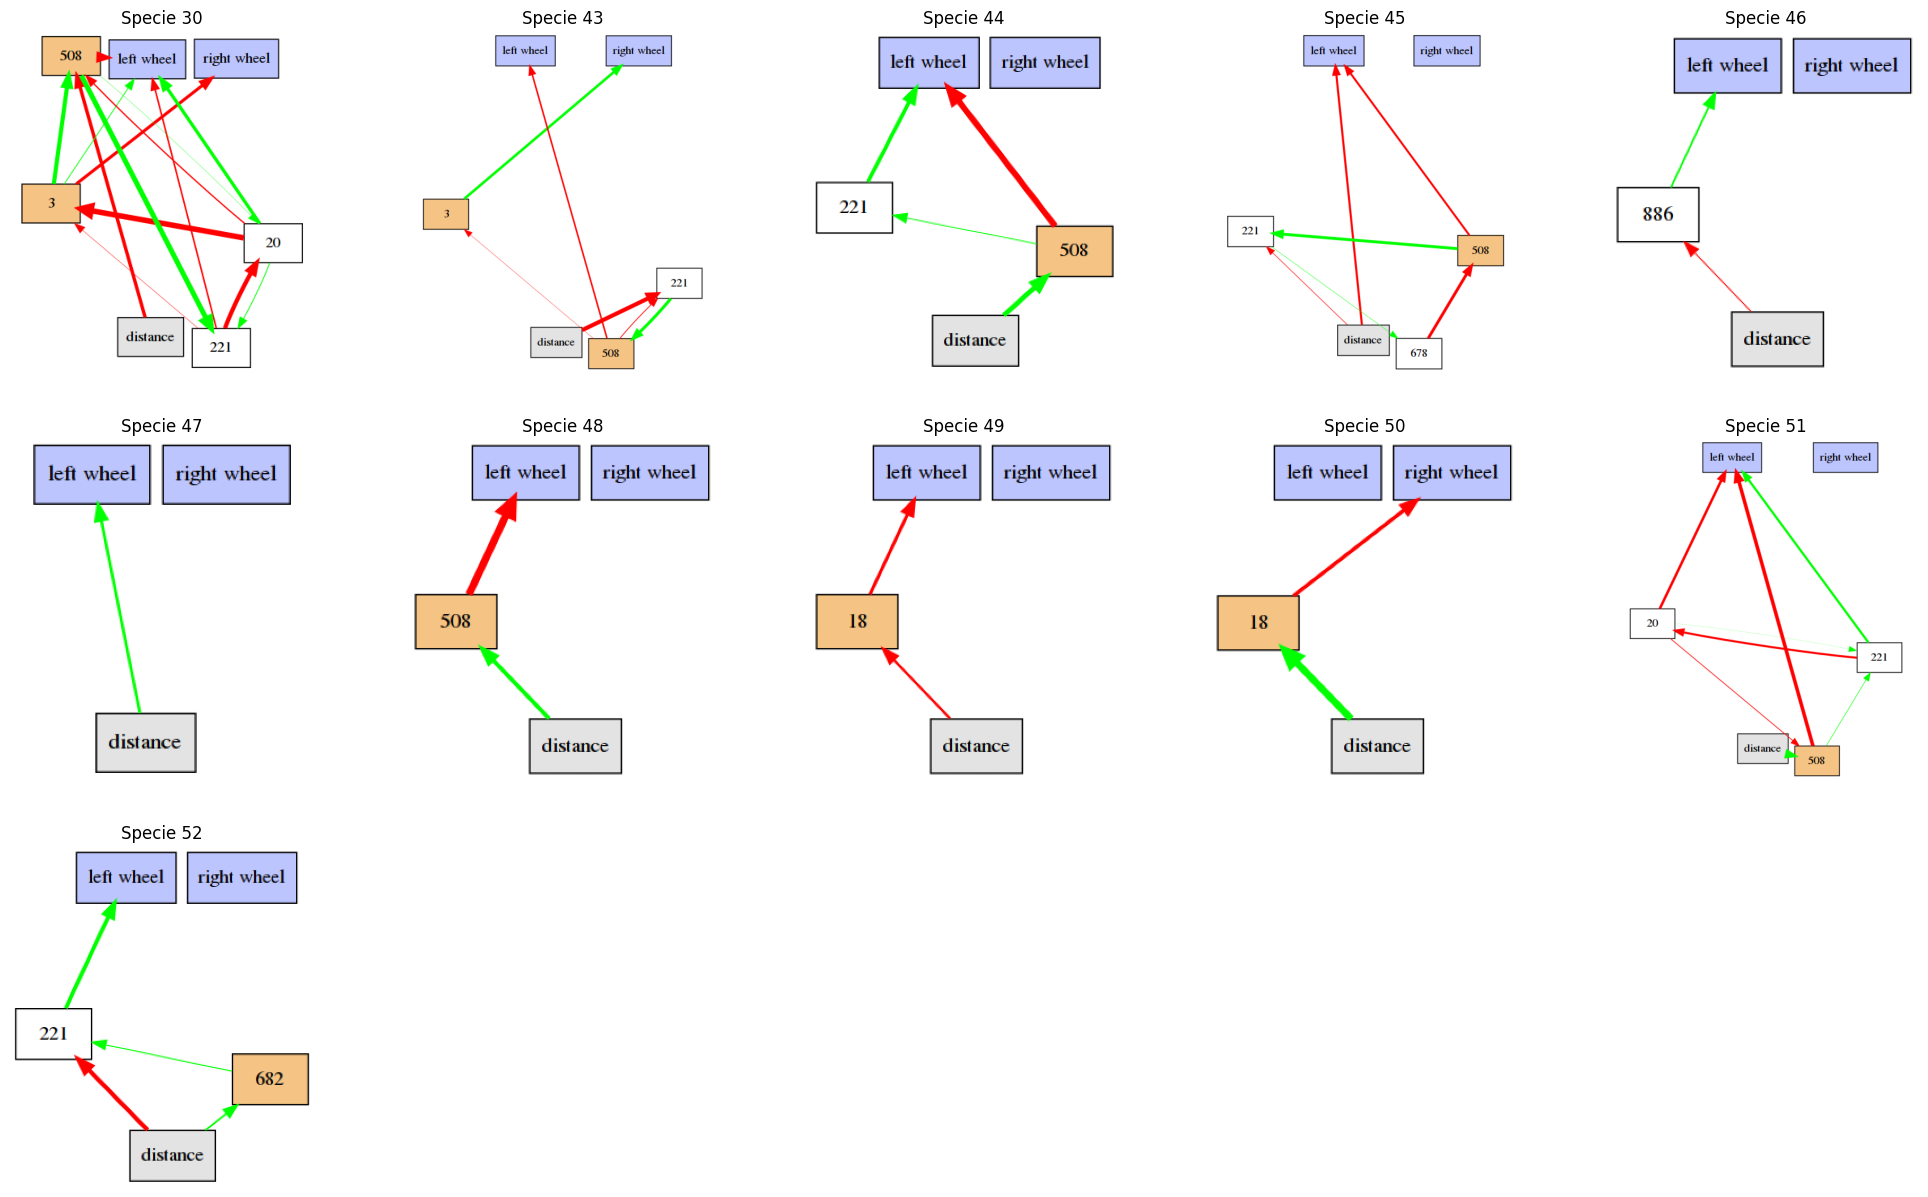 Specie 30
508
left wheel
right wheel
3
20
distance
221
Specie 43
left wheel
right wheel
3
221
distance
508
Specie 44
left wheel
right wheel
221
508
distance
Specie 45
left wheel
right wheel
221
508
distance
678
Specie 46
left wheel
right wheel
886
distance
Specie 47
left wheel
right wheel
distance
Specie 48
left wheel
right wheel
508
distance
Specie 49
left wheel
right wheel
18
distance
Specie 50
left wheel
right wheel
18
distance
Specie 51
left wheel
right wheel
20
221
distance
508
Specie 52
left wheel
right wheel
221
682
distance